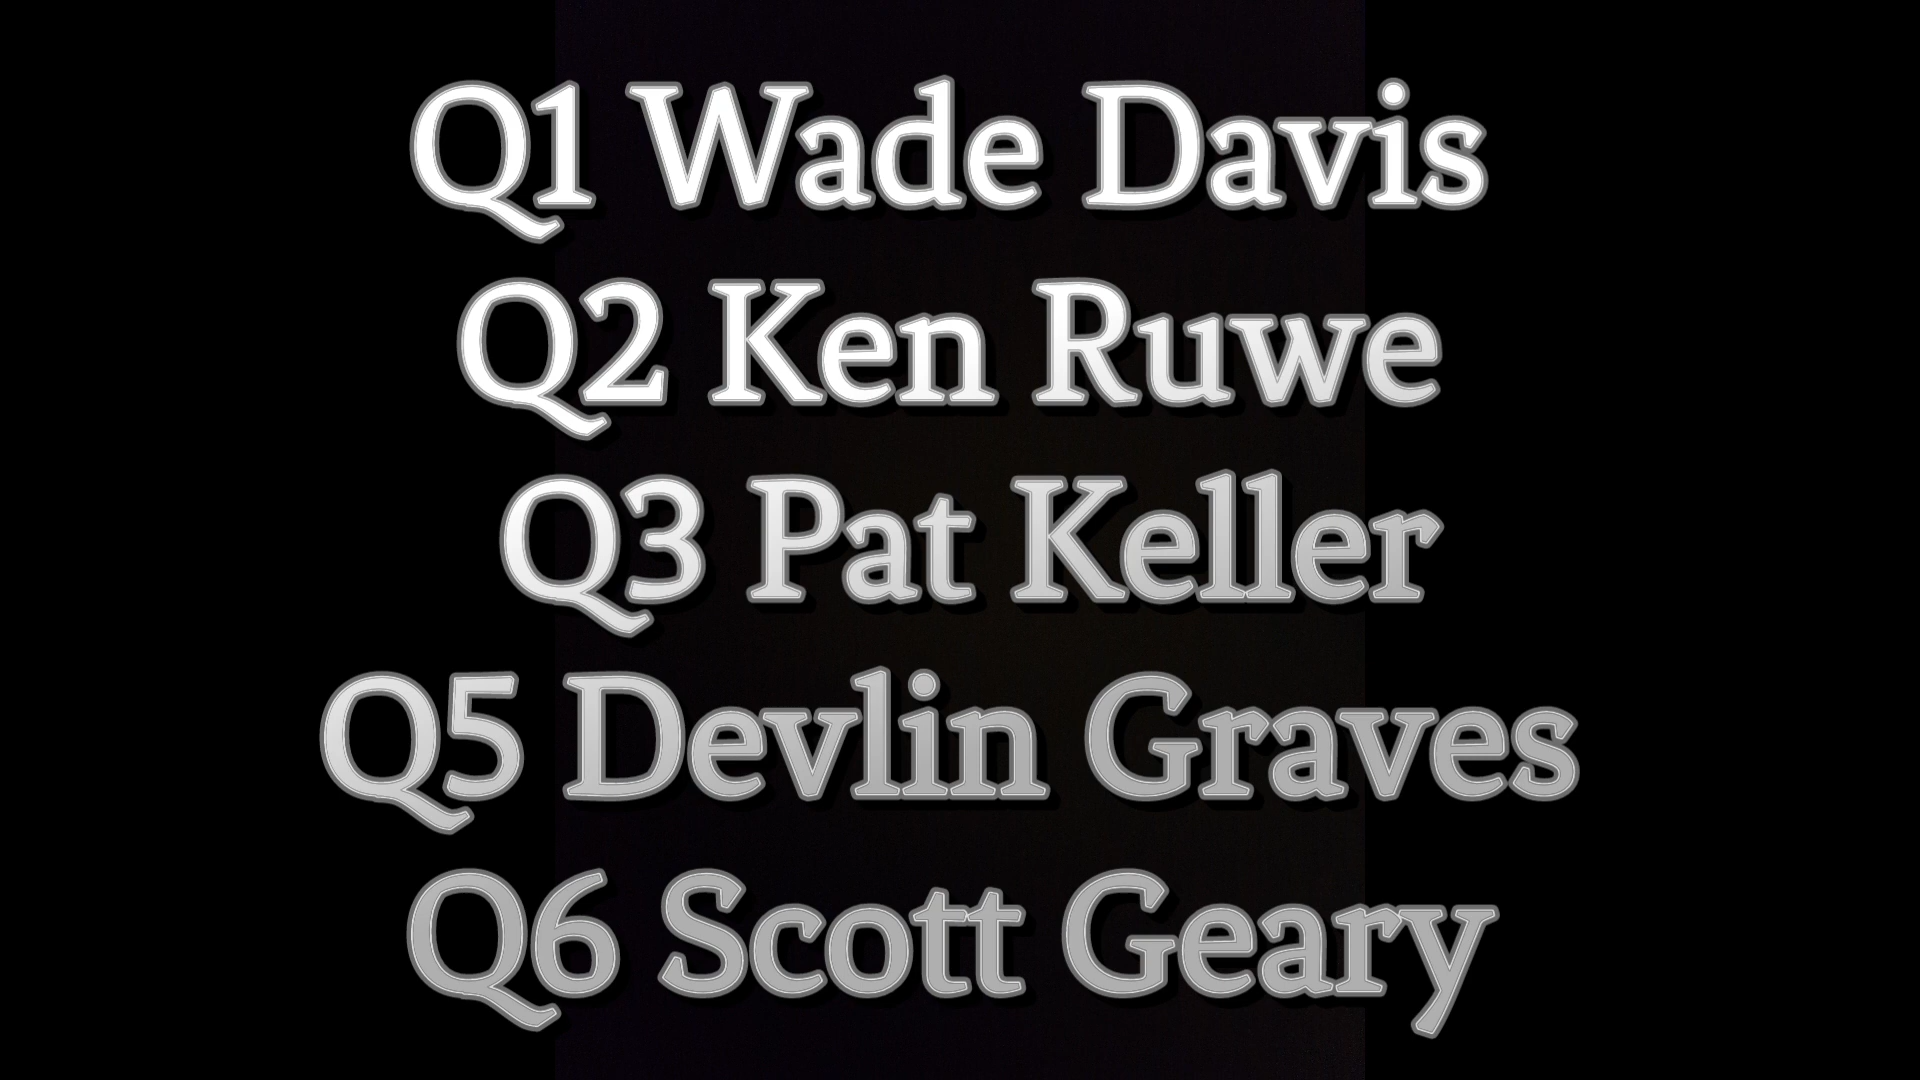 Q1 Wade Davis
Q2 Ken Ruwe
Q3 Pat Keller
Q5 Devlin Graves
Q6 Scott Geary